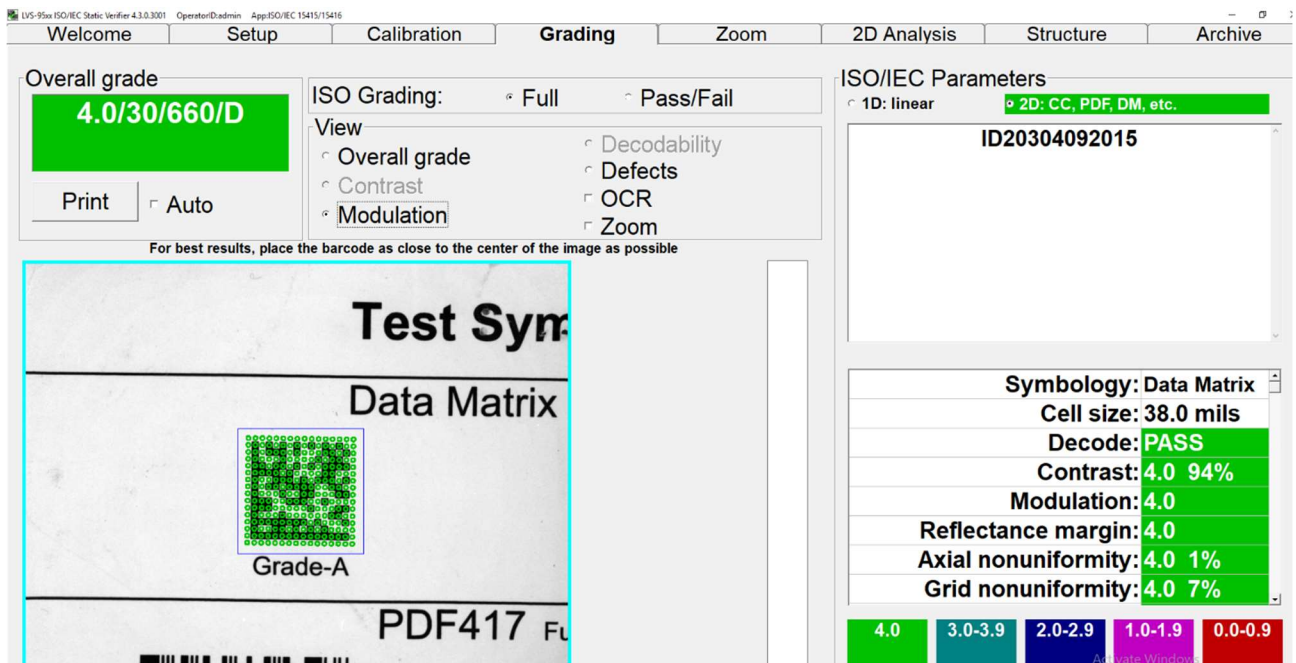 LVS-95xx ISO/IEC Static Verifier 4.3.0.3001 OperatorID:admin App:ISO/IEC 15415/15416
Welcome Setup Calibration Grading Zoom 2D Analysis Structure Archive
Overall grade
4.0/30/660/D
Print
Auto
ISO Grading: Full Pass/Fail
View
Overall grade
Contrast
Modulation
Decodability
Defects
OCR
Zoom
For best results, place the barcode as close to the center of the image as possible
Test Sym
Data Matrix
Grade-A
PDF417 Fu
ISO/IEC Parameters
1D: linear 2D: CC, PDF, DM, etc.
ID20304092015
Symbology: Data Matrix
Cell size: 38.0 mils
Decode: PASS
Contrast: 4.0 94%
Modulation: 4.0
Reflectance margin: 4.0
Axial nonuniformity: 4.0 1%
Grid nonuniformity: 4.0 7%
4.0 3.0-3.9 2.0-2.9 1.0-1.9 0.0-0.9
Activate Windows